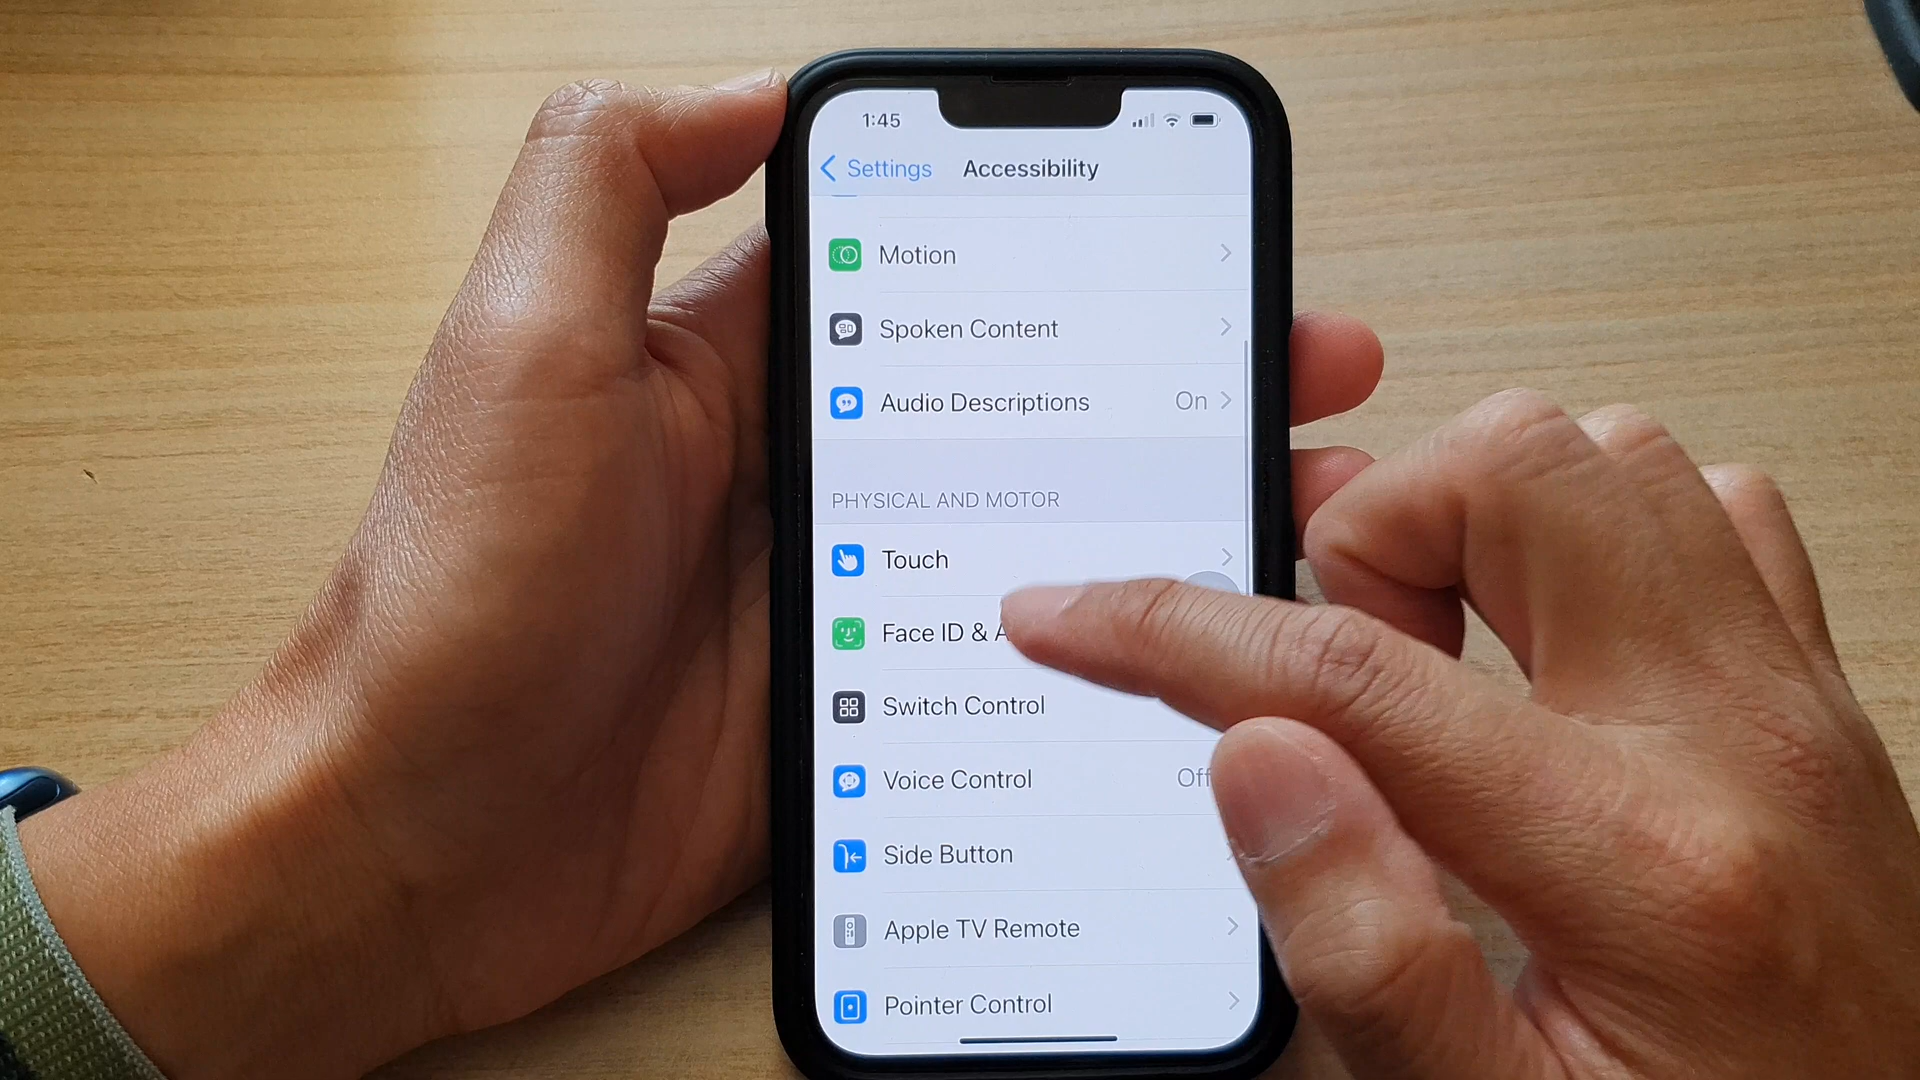 1:45
Settings Accessibility
Motion
Spoken Content
Audio Descriptions On
PHYSICAL AND MOTOR
Touch
Face ID &
Switch Control
Voice Control Off
Side Button
Apple TV Remote
Pointer Control